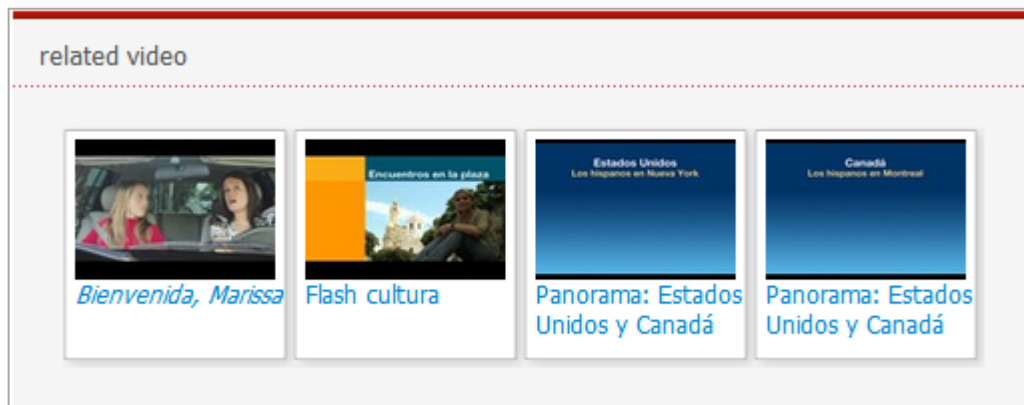 related video
Encuentros en la plaza
Estados Unidos
Los hispanos en Nueva York
Canadá
Los hispanos en Montreal
Bienvenida, Marissa
Flash cultura
Panorama: Estados
Unidos y Canadá
Panorama: Estados
Unidos y Canadá